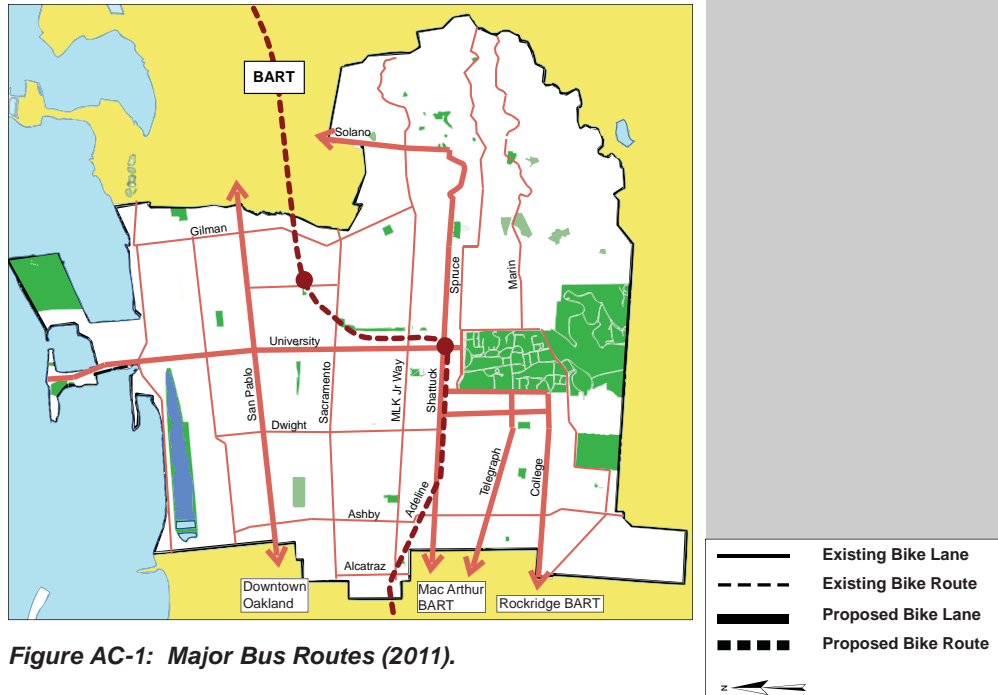 BART
Solano
Gilman
Spruce
Marin
University
San Pablo
Sacramento
MLK Jr Way
Shattuck
Dwight
Telegraph
College
Adeline
Ashby
Alcatraz
Downtown
Oakland
Mac Arthur
BART
Rockridge BART
Existing Bike Lane
Existing Bike Route
Proposed Bike Lane
Proposed Bike Route
N
Figure AC-1: Major Bus Routes (2011).